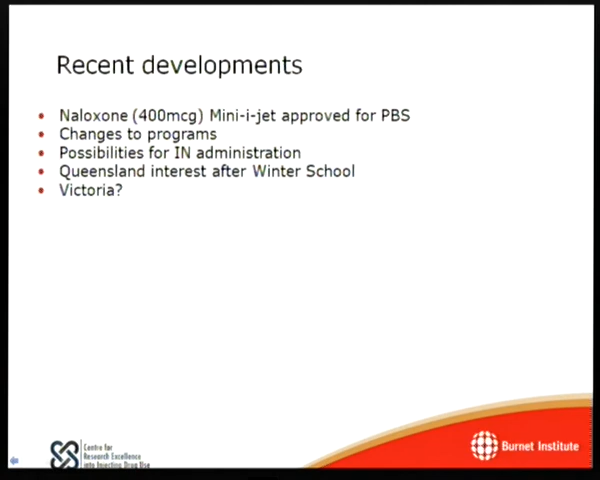 Recent developments
• Naloxone (400mcg) Mini-i-jet approved for PBS
• Changes to programs
• Possibilities for IN administration
• Queensland interest after Winter School
• Victoria?
Centre for
Research Excellence
into Injecting Drug Use
Burnet Institute